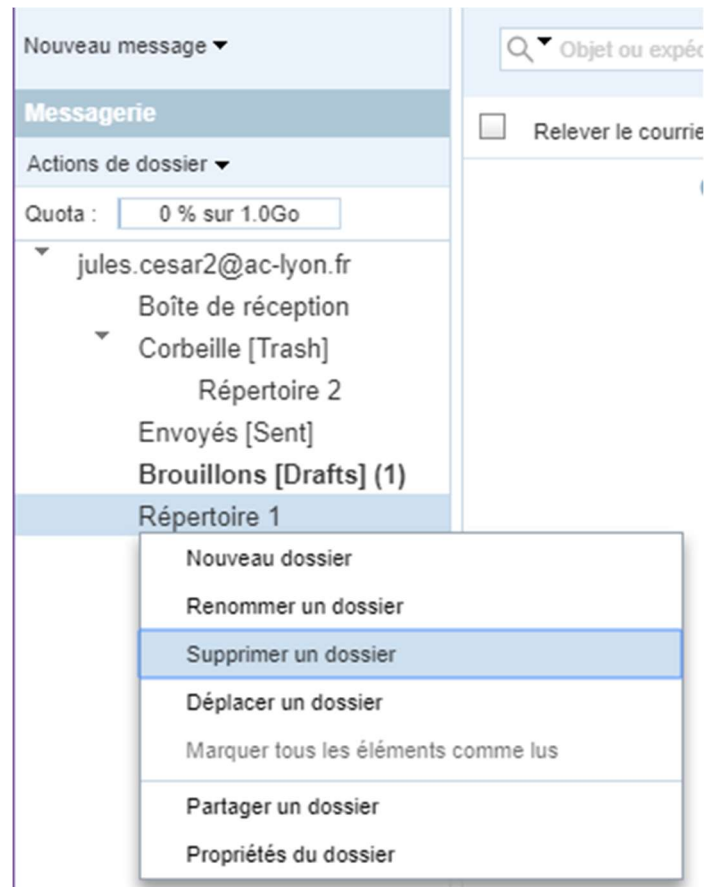 Nouveau message
Objet ou expé
Messagerie
Relever le courrie
Actions de dossier
Quota : 0 % sur 1.0Go
jules.cesar2@ac-lyon.fr
Boîte de réception
Corbeille [Trash]
Répertoire 2
Envoyés [Sent]
Brouillons [Drafts] (1)
Répertoire 1
Nouveau dossier
Renommer un dossier
Supprimer un dossier
Déplacer un dossier
Marquer tous les éléments comme lus
Partager un dossier
Propriétés du dossier